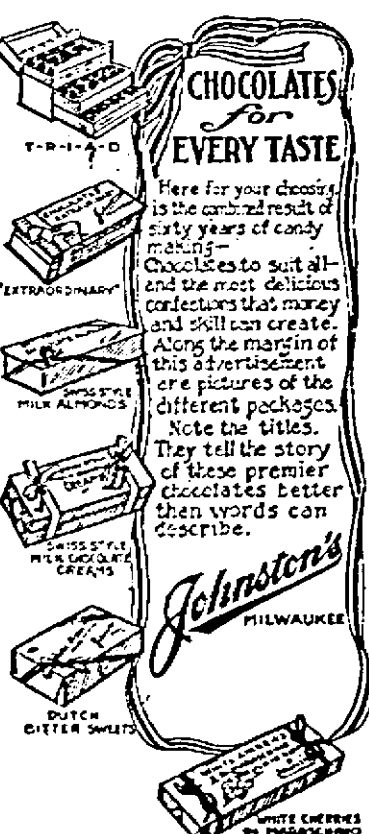 CHOCOLATES
for
EVERY TASTE
Here for your choosing
is the combined result of
sixty years of candy
making—
Chocolates to suit all—
and the most delicious
confections that money
and skill can create.
Along the margin of
this advertisement
are pictures of the
different packages.
Note the titles.
They tell the story
of these premier
chocolates better
than words can
describe.
Johnston's
MILWAUKEE
T-R-I-A-D
"EXTRAORDINARY"
SWISS STYLE
MILK ALMONDS
SWISS STYLE
MILK CHOCOLATE
CREAMS
DUTCH
BITTER SWEETS
WHITE CHERRIES
IN MARASCHINO